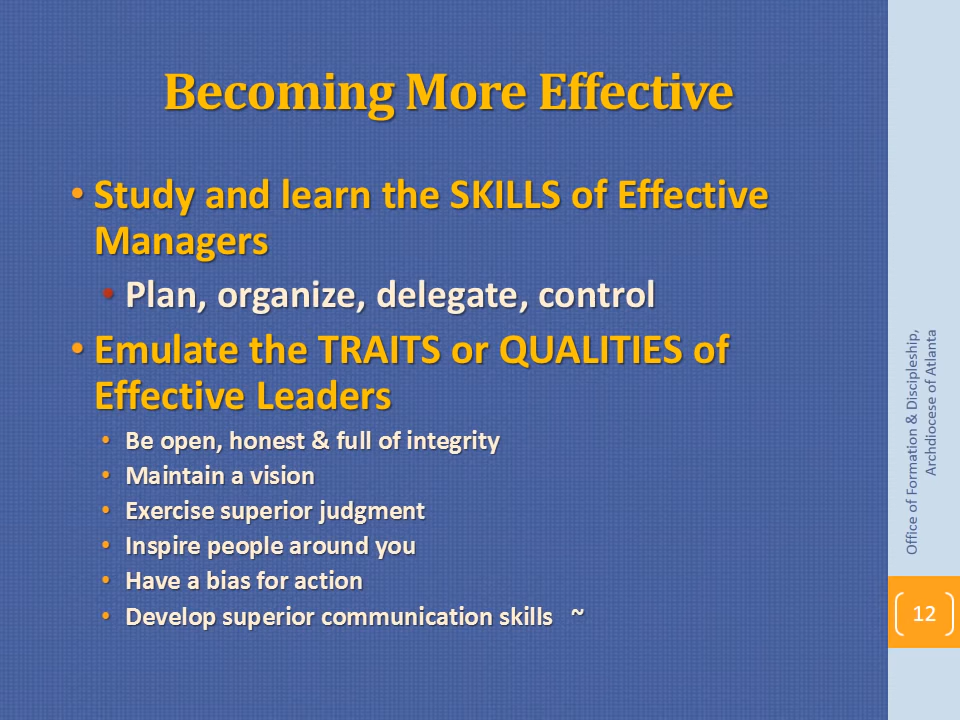 Becoming More Effective
• Study and learn the SKILLS of Effective
Managers
• Plan, organize, delegate, control
• Emulate the TRAITS or QUALITIES of
Effective Leaders
• Be open, honest & full of integrity
• Maintain a vision
• Exercise superior judgment
• Inspire people around you
• Have a bias for action
• Develop superior communication skills ~
Office of Formation & Discipleship,
Archdiocese of Atlanta
12